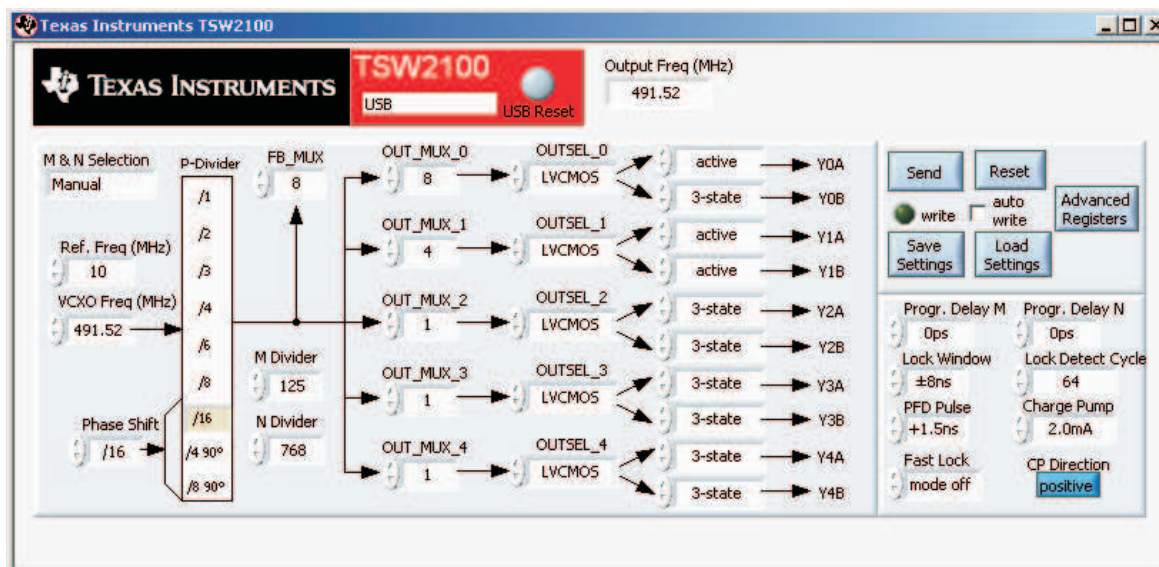 Texas Instruments TSW2100
TEXAS INSTRUMENTS
TSW2100
USB
USB Reset
Output Freq (MHz)
491.52
M & N Selection
Manual
Ref. Freq (MHz)
10
VCXO Freq (MHz)
491.52
Phase Shift
/16
P-Divider
/1
/2
/3
/4
/6
/8
/16
/4 90º
/8 90º
FB_MUX
8
M Divider
125
N Divider
768
OUT_MUX_0
8
OUTSEL_0
LVCMOS
active
Y0A
3-state
Y0B
OUT_MUX_1
4
OUTSEL_1
LVCMOS
active
Y1A
active
Y1B
OUT_MUX_2
1
OUTSEL_2
LVCMOS
3-state
Y2A
3-state
Y2B
OUT_MUX_3
1
OUTSEL_3
LVCMOS
3-state
Y3A
3-state
Y3B
OUT_MUX_4
1
OUTSEL_4
LVCMOS
3-state
Y4A
3-state
Y4B
Send
Reset
write
auto
write
Advanced
Registers
Save
Settings
Load
Settings
Progr. Delay M
0ps
Progr. Delay N
0ps
Lock Window
±8ns
Lock Detect Cycle
64
PFD Pulse
+1.5ns
Charge Pump
2.0mA
Fast Lock
mode off
CP Direction
positive